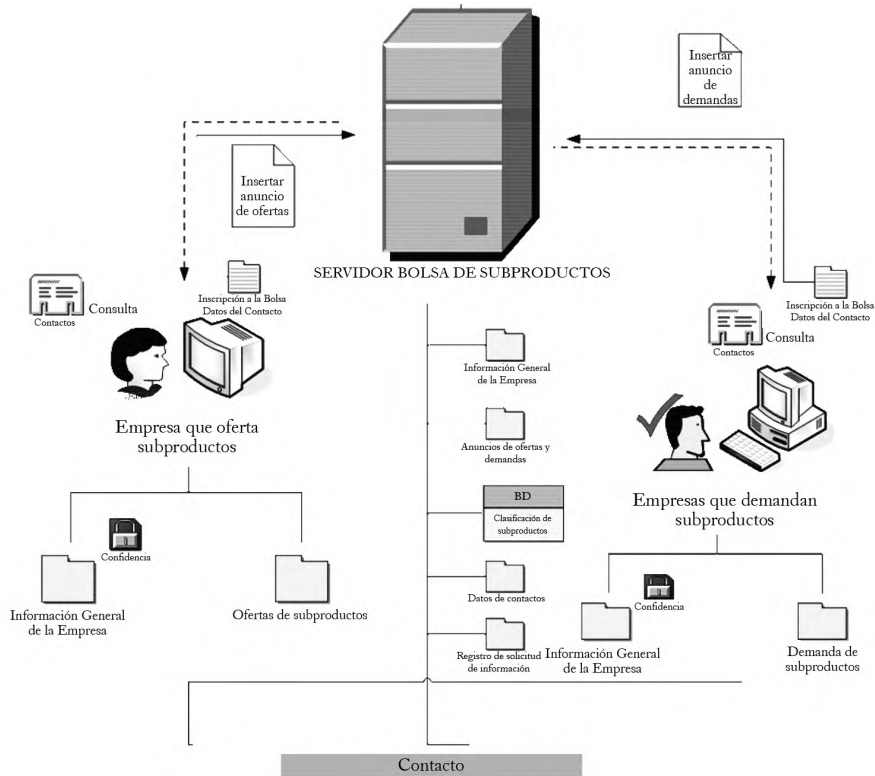 Insertar
anuncio
de
demandas
Insertar
anuncio
de ofertas
SERVIDOR BOLSA DE SUBPRODUCTOS
Inscripción a la Bolsa
Datos del Contacto
Consulta
Contactos
Empresa que oferta
subproductos
Confidencia
Información General
de la Empresa
Ofertas de subproductos
Información General
de la Empresa
Anuncios de ofertas y
demandas
BD
Clasificación de
subproductos
Datos de contactos
Registro de solicitud
de información
Inscripción a la Bolsa
Datos del Contacto
Consulta
Contactos
Empresas que demandan
subproductos
Confidencia
Información General
de la Empresa
Demanda de
subproductos
Contacto